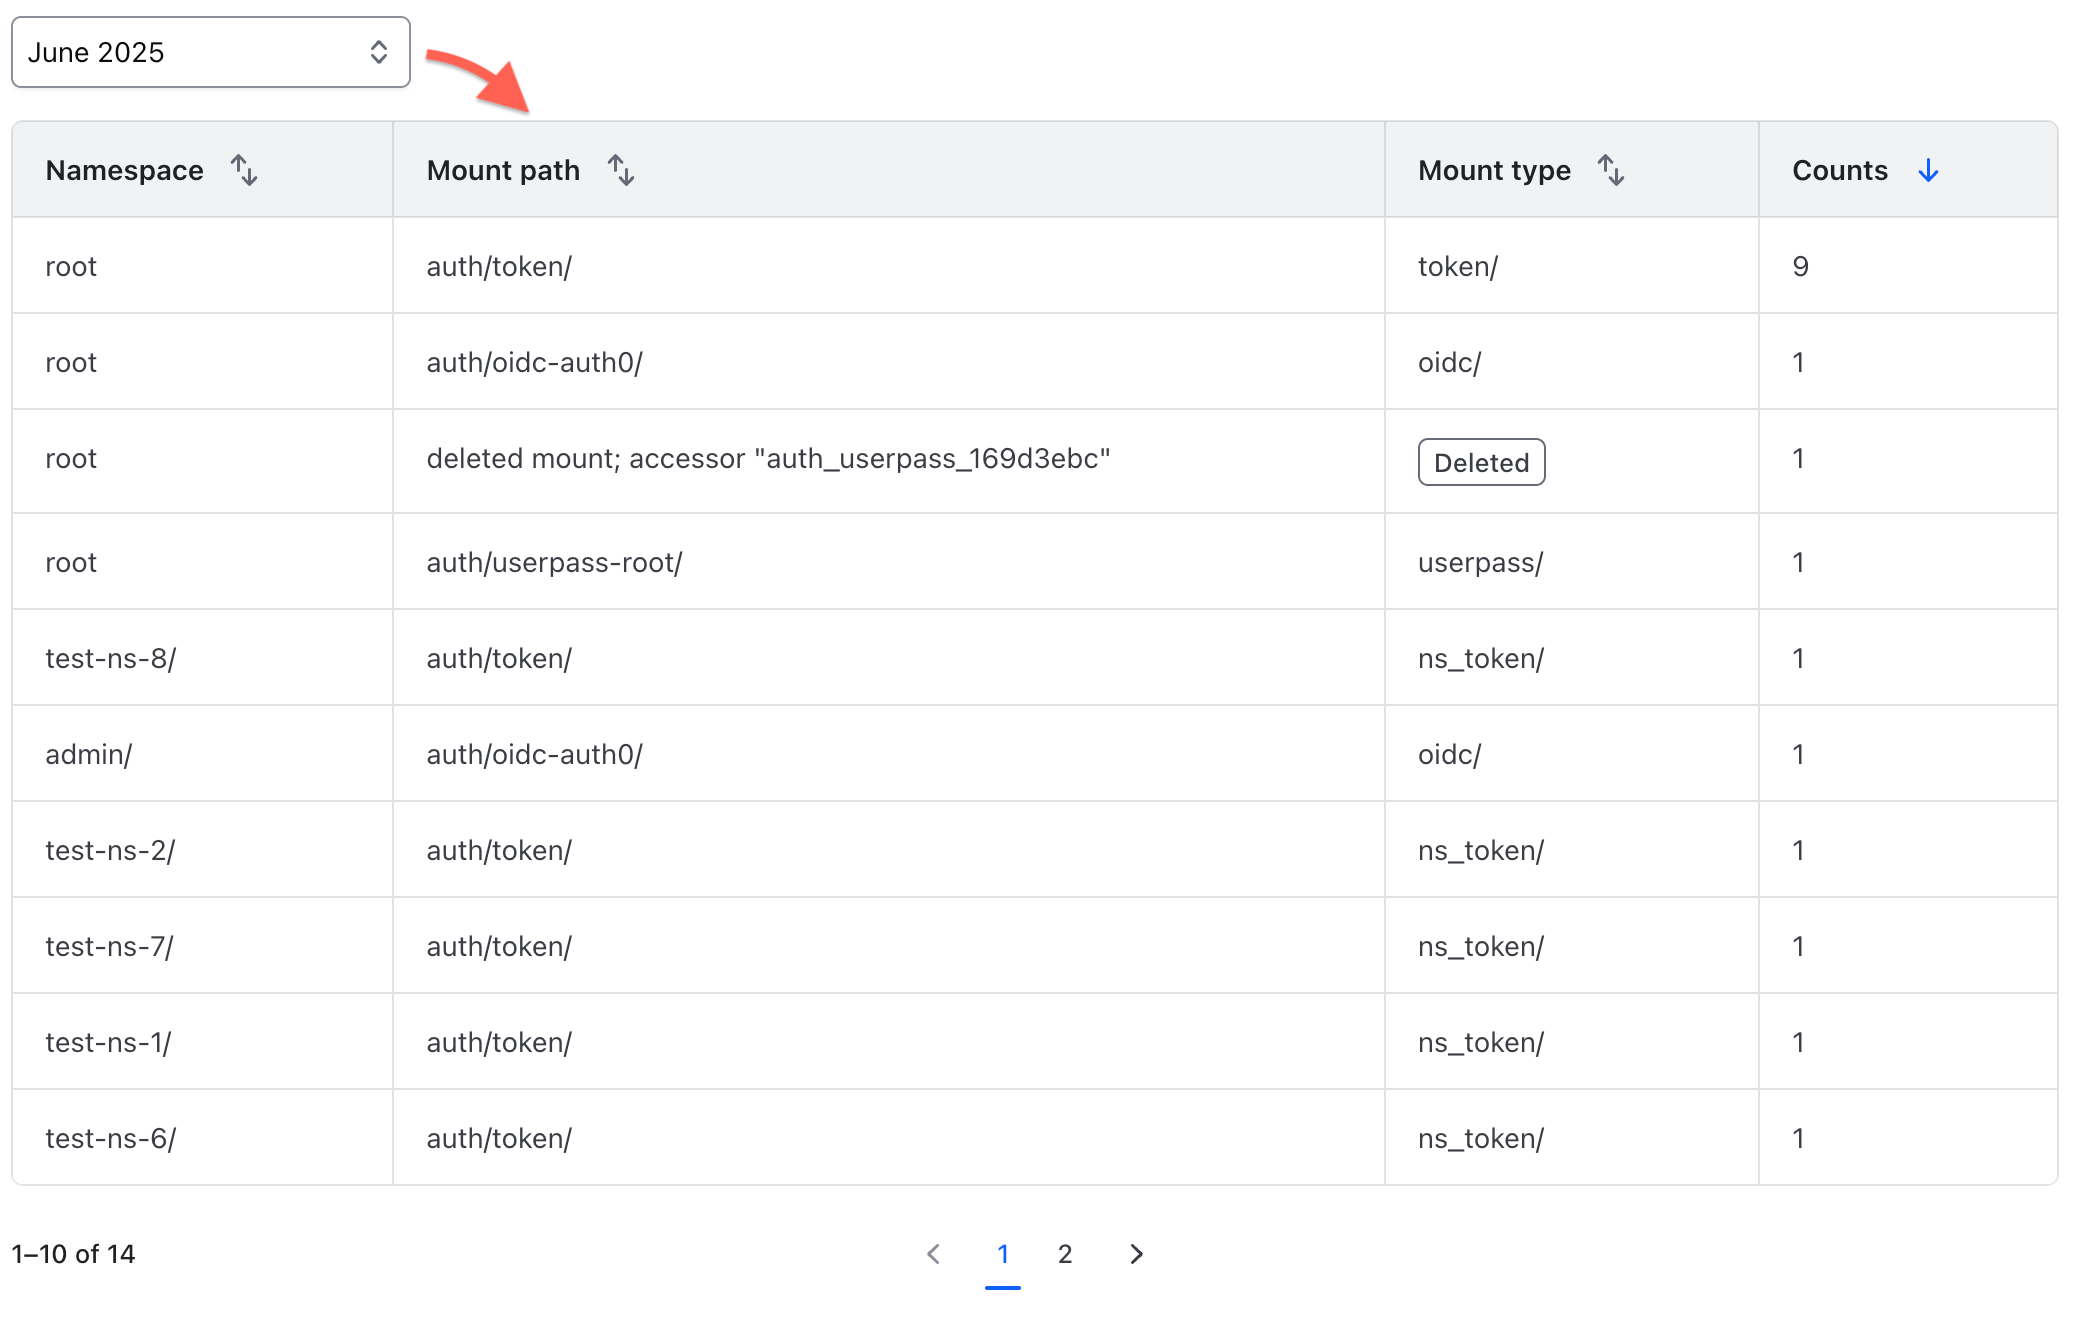 June 2025
Namespace Mount path Mount type Counts
root auth/token/ token/ 9
root auth/oidc-auth0/ oidc/ 1
root deleted mount; accessor "auth_userpass_169d3ebc" Deleted 1
root auth/userpass-root/ userpass/ 1
test-ns-8/ auth/token/ ns_token/ 1
admin/ auth/oidc-auth0/ oidc/ 1
test-ns-2/ auth/token/ ns_token/ 1
test-ns-7/ auth/token/ ns_token/ 1
test-ns-1/ auth/token/ ns_token/ 1
test-ns-6/ auth/token/ ns_token/ 1
1–10 of 14 1 2